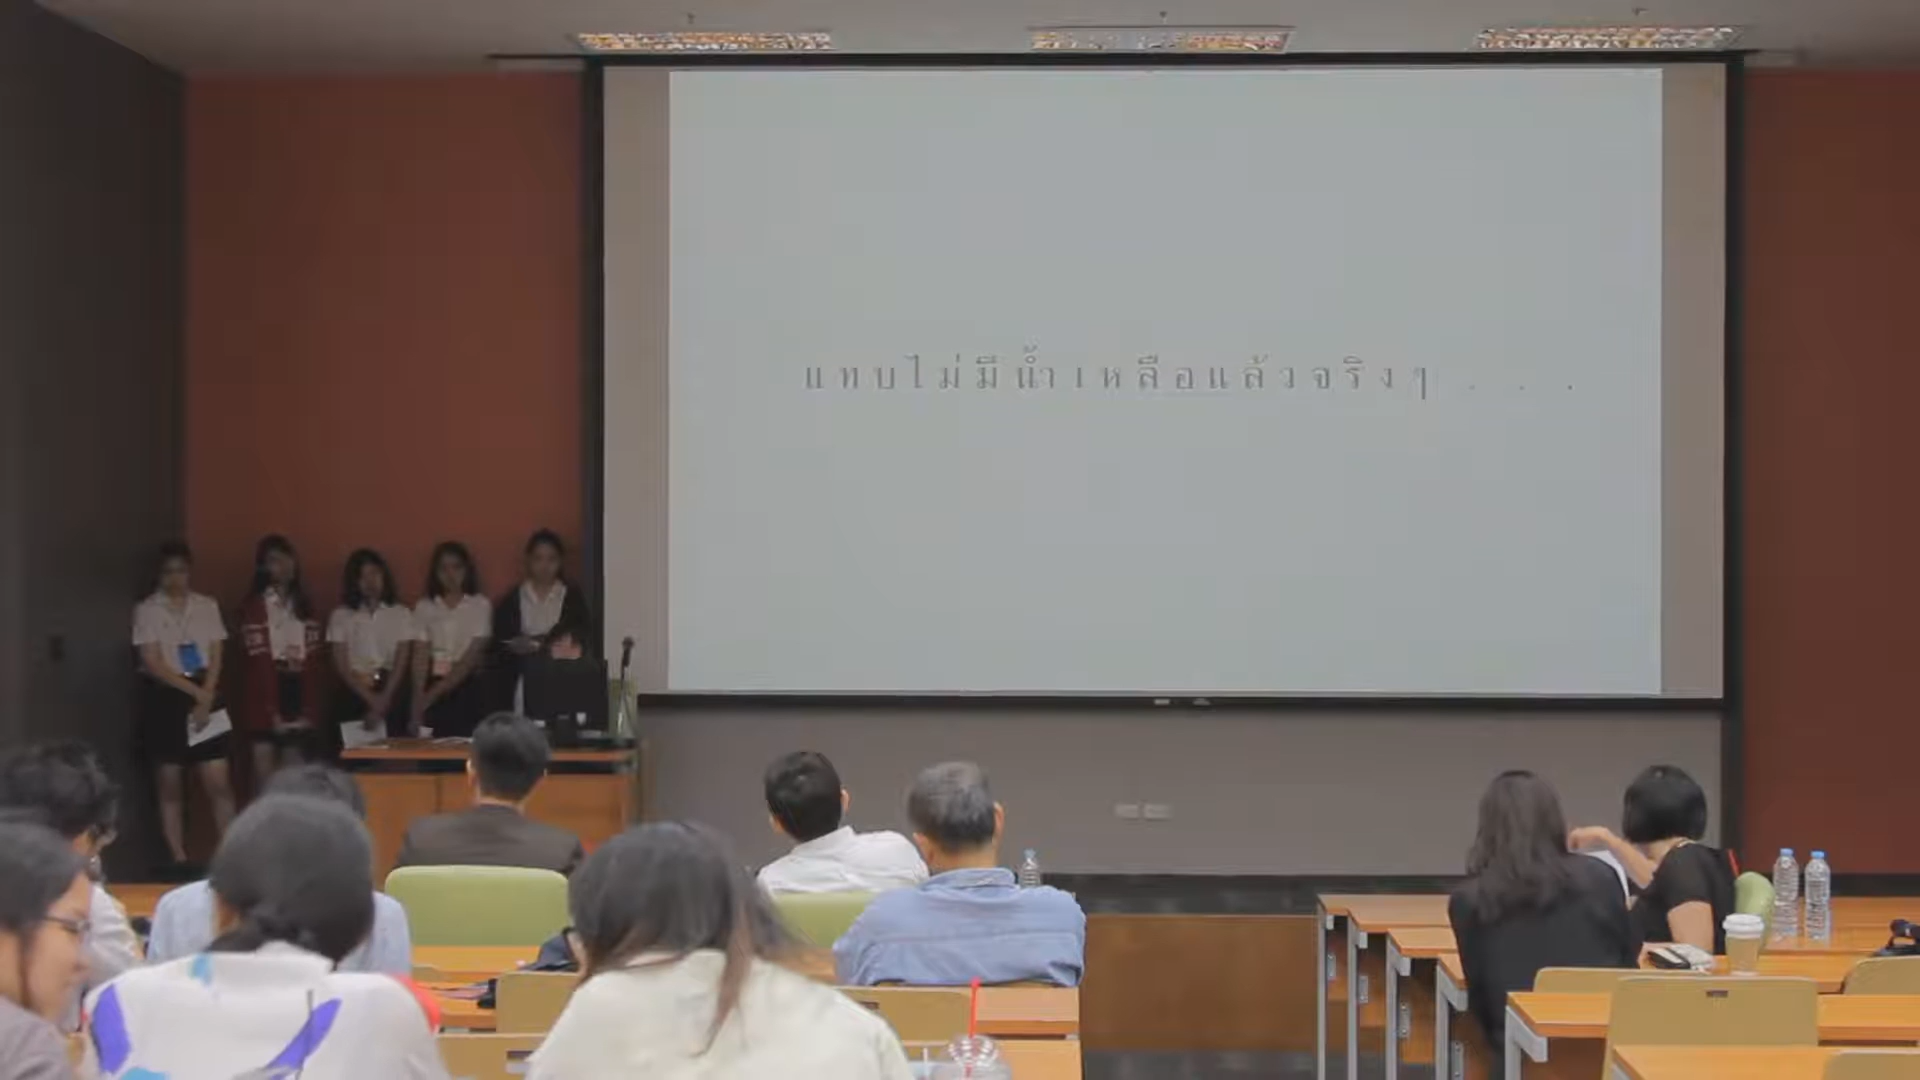 แทบไม่มีน้ำเหลือแล้วจริงๆ . . .